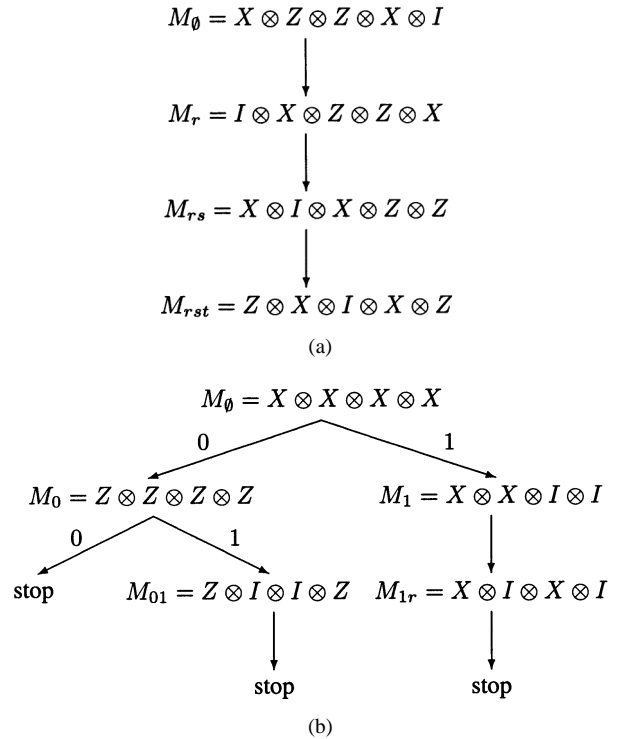 M_∅ = X ⊗ Z ⊗ Z ⊗ X ⊗ I
M_r = I ⊗ X ⊗ Z ⊗ Z ⊗ X
M_rs = X ⊗ I ⊗ X ⊗ Z ⊗ Z
M_rst = Z ⊗ X ⊗ I ⊗ X ⊗ Z
(a)
M_∅ = X ⊗ X ⊗ X ⊗ X
0 1
M_0 = Z ⊗ Z ⊗ Z ⊗ Z M_1 = X ⊗ X ⊗ I ⊗ I
0 1
stop M_01 = Z ⊗ I ⊗ I ⊗ Z M_1r = X ⊗ I ⊗ X ⊗ I
stop stop
(b)